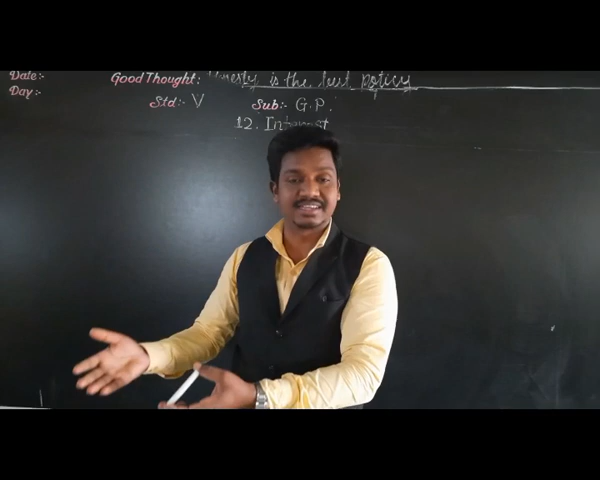 Date:-
Good Thought: Honesty is the best policy
Day:-
Std:- V Sub:- G.P.
12. Interest